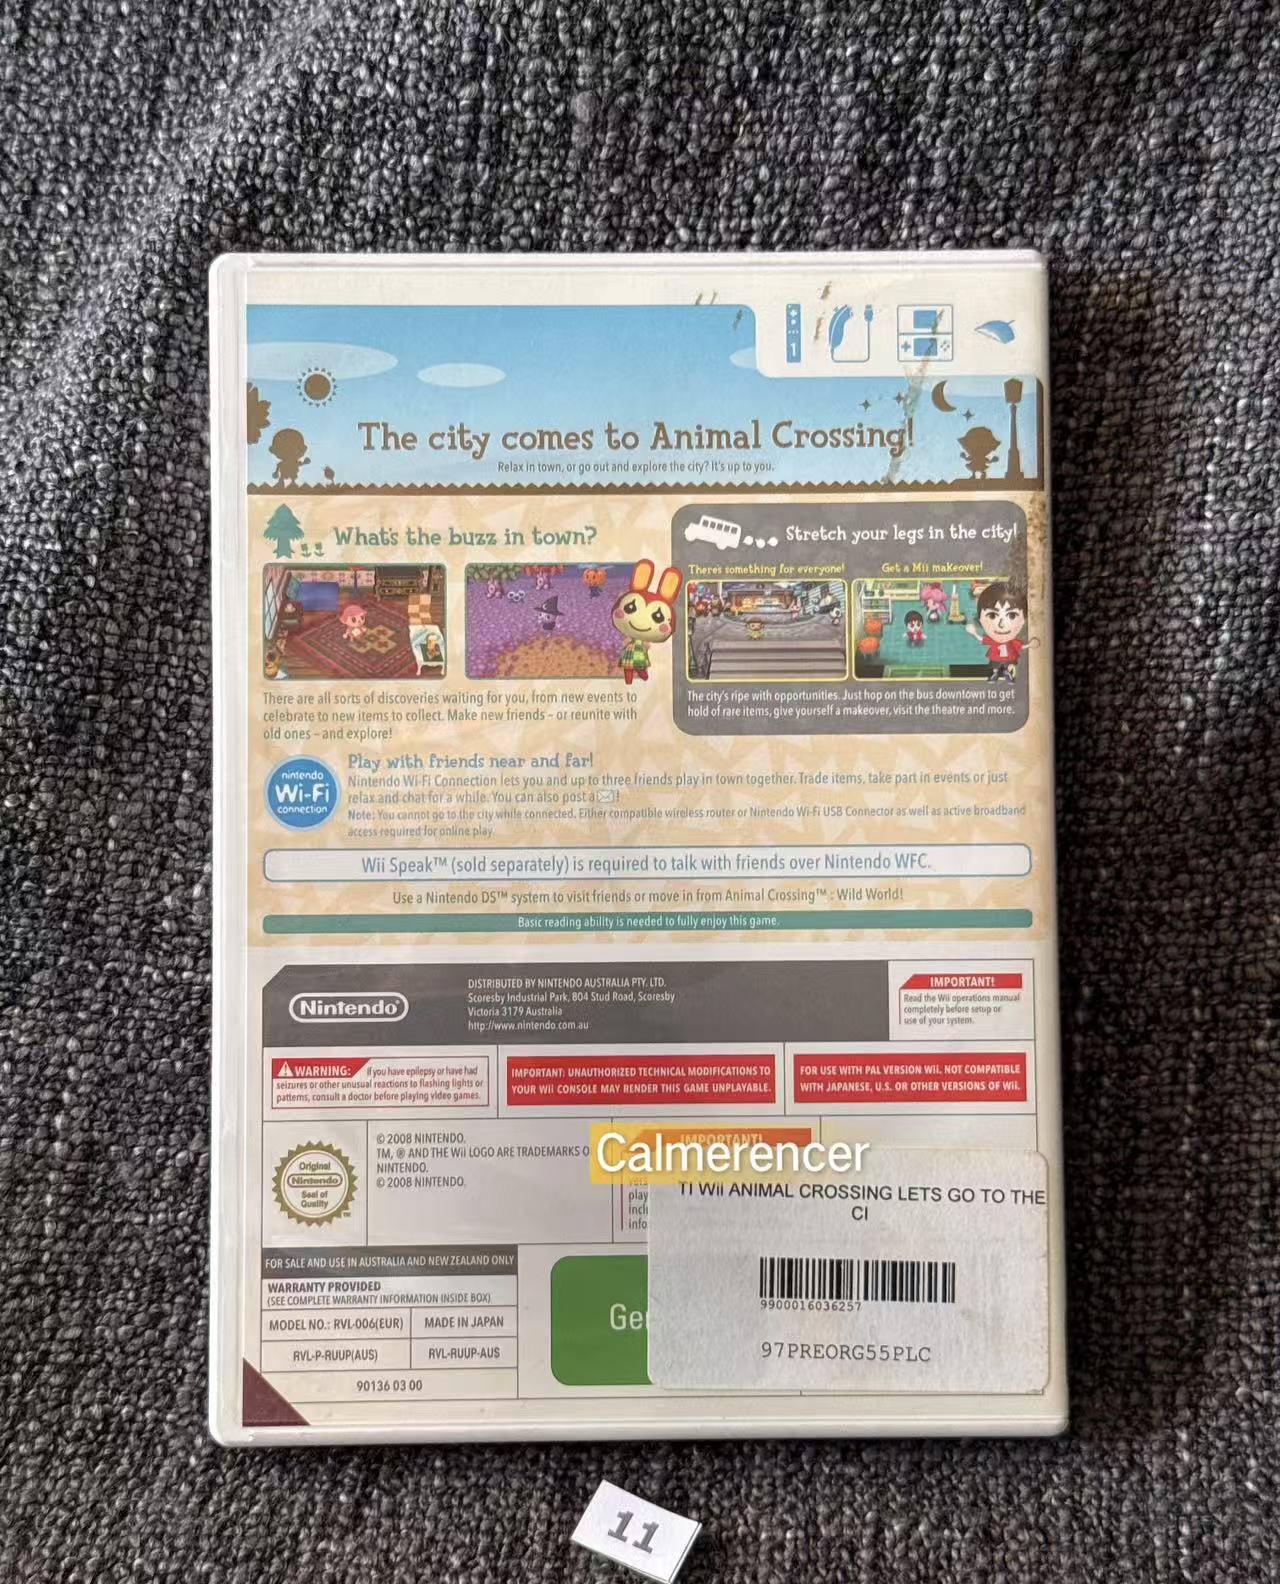 1
The city comes to Animal Crossing!
Relax in town, or go out and explore the city? It's up to you.
What's the buzz in town?
There are all sorts of discoveries waiting for you, from new events to
celebrate to new items to collect. Make new friends – or reunite with
old ones – and explore!
Stretch your legs in the city!
There's something for everyone!
Get a Mii makeover!
1
The city's ripe with opportunities. Just hop on the bus downtown to get
hold of rare items, give yourself a makeover, visit the theatre and more.
nintendo
Wi-Fi
connection
Play with friends near and far!
Nintendo Wi-Fi Connection lets you and up to three friends play in town together. Trade items, take part in events or just
relax and chat for a while. You can also post a !
Note: You cannot go to the city while connected. Either compatible wireless router or Nintendo Wi-Fi USB Connector as well as active broadband
access required for online play.
Wii Speak™ (sold separately) is required to talk with friends over Nintendo WFC.
Use a Nintendo DS™ system to visit friends or move in from Animal Crossing™ : Wild World!
Basic reading ability is needed to fully enjoy this game.
Nintendo®
DISTRIBUTED BY NINTENDO AUSTRALIA PTY. LTD.
Scoresby Industrial Park, 804 Stud Road, Scoresby
Victoria 3179 Australia
http://www.nintendo.com.au
IMPORTANT!
Read the Wii operations manual
completely before setup or
use of your system.
WARNING: If you have epilepsy or have had
seizures or other unusual reactions to flashing lights or
patterns, consult a doctor before playing video games.
IMPORTANT: UNAUTHORIZED TECHNICAL MODIFICATIONS TO
YOUR Wii CONSOLE MAY RENDER THIS GAME UNPLAYABLE.
FOR USE WITH PAL VERSION Wii. NOT COMPATIBLE
WITH JAPANESE, U.S. OR OTHER VERSIONS OF Wii.
Original
Nintendo
Seal of
Quality
TM
© 2008 NINTENDO.
TM, ® AND THE Wii LOGO ARE TRADEMARKS O
NINTENDO.
© 2008 NINTENDO.
IMPORTANT!
Calmerencer
play
inclu
info
TI Wii ANIMAL CROSSING LETS GO TO THE
CI
9900016036257
97PREORG55PLC
FOR SALE AND USE IN AUSTRALIA AND NEW ZEALAND ONLY
WARRANTY PROVIDED
(SEE COMPLETE WARRANTY INFORMATION INSIDE BOX)
MODEL NO.: RVL-006(EUR)
MADE IN JAPAN
RVL-P-RUUP(AUS)
RVL-RUUP-AUS
90136 03 00
Ge
11